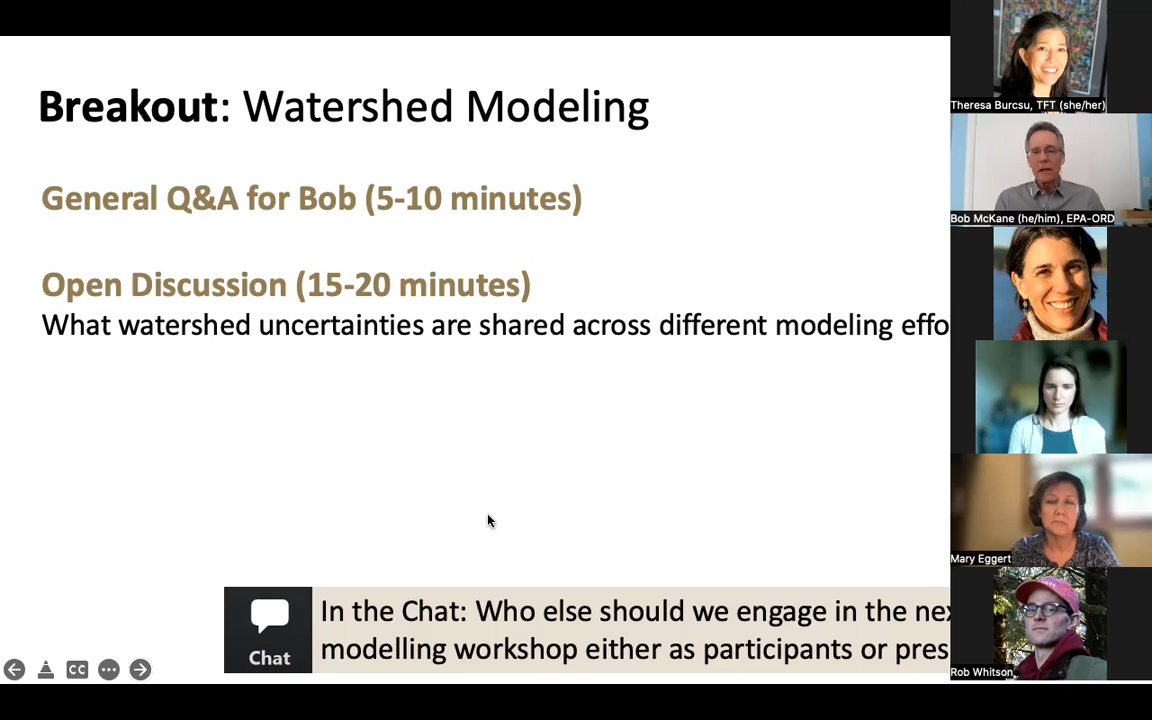 Breakout: Watershed Modeling
General Q&A for Bob (5-10 minutes)
Open Discussion (15-20 minutes)
What watershed uncertainties are shared across different modeling effo
Chat
In the Chat: Who else should we engage in the nex
modelling workshop either as participants or pres
CC
Theresa Burcsu, TFT (she/her)
Bob McKane (he/him), EPA-ORD
Mary Eggert
Rob Whitson